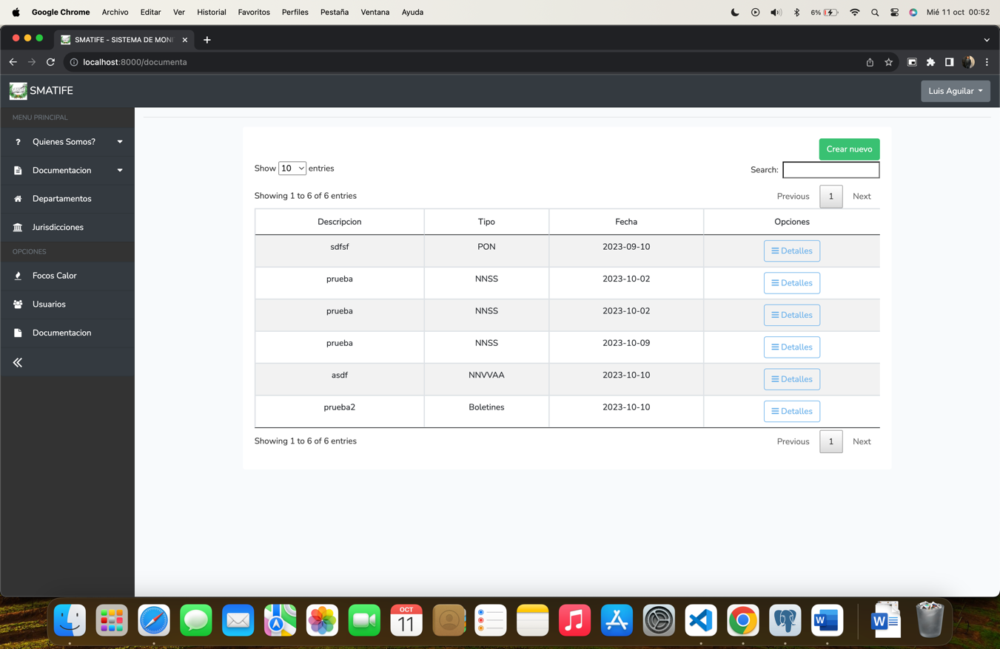 Google Chrome Archivo Editar Ver Historial Favoritos Perfiles Pestaña Ventana Ayuda 6% Mié 11 oct 00:52
SMATIFE - SISTEMA DE MONI
localhost:8000/documenta
SMATIFE Luis Aguilar
MENU PRINCIPAL
Quienes Somos?
Documentacion
Departamentos
Jurisdicciones
OPCIONES
Focos Calor
Usuarios
Documentacion
Crear nuevo
Show 10 entries Search:
Showing 1 to 6 of 6 entries Previous 1 Next
Descripcion Tipo Fecha Opciones
sdfsf PON 2023-09-10 Detalles
prueba NNSS 2023-10-02 Detalles
prueba NNSS 2023-10-02 Detalles
prueba NNSS 2023-10-09 Detalles
asdf NNVVAA 2023-10-10 Detalles
prueba2 Boletines 2023-10-10 Detalles
Showing 1 to 6 of 6 entries Previous 1 Next
OCT
11
W
W